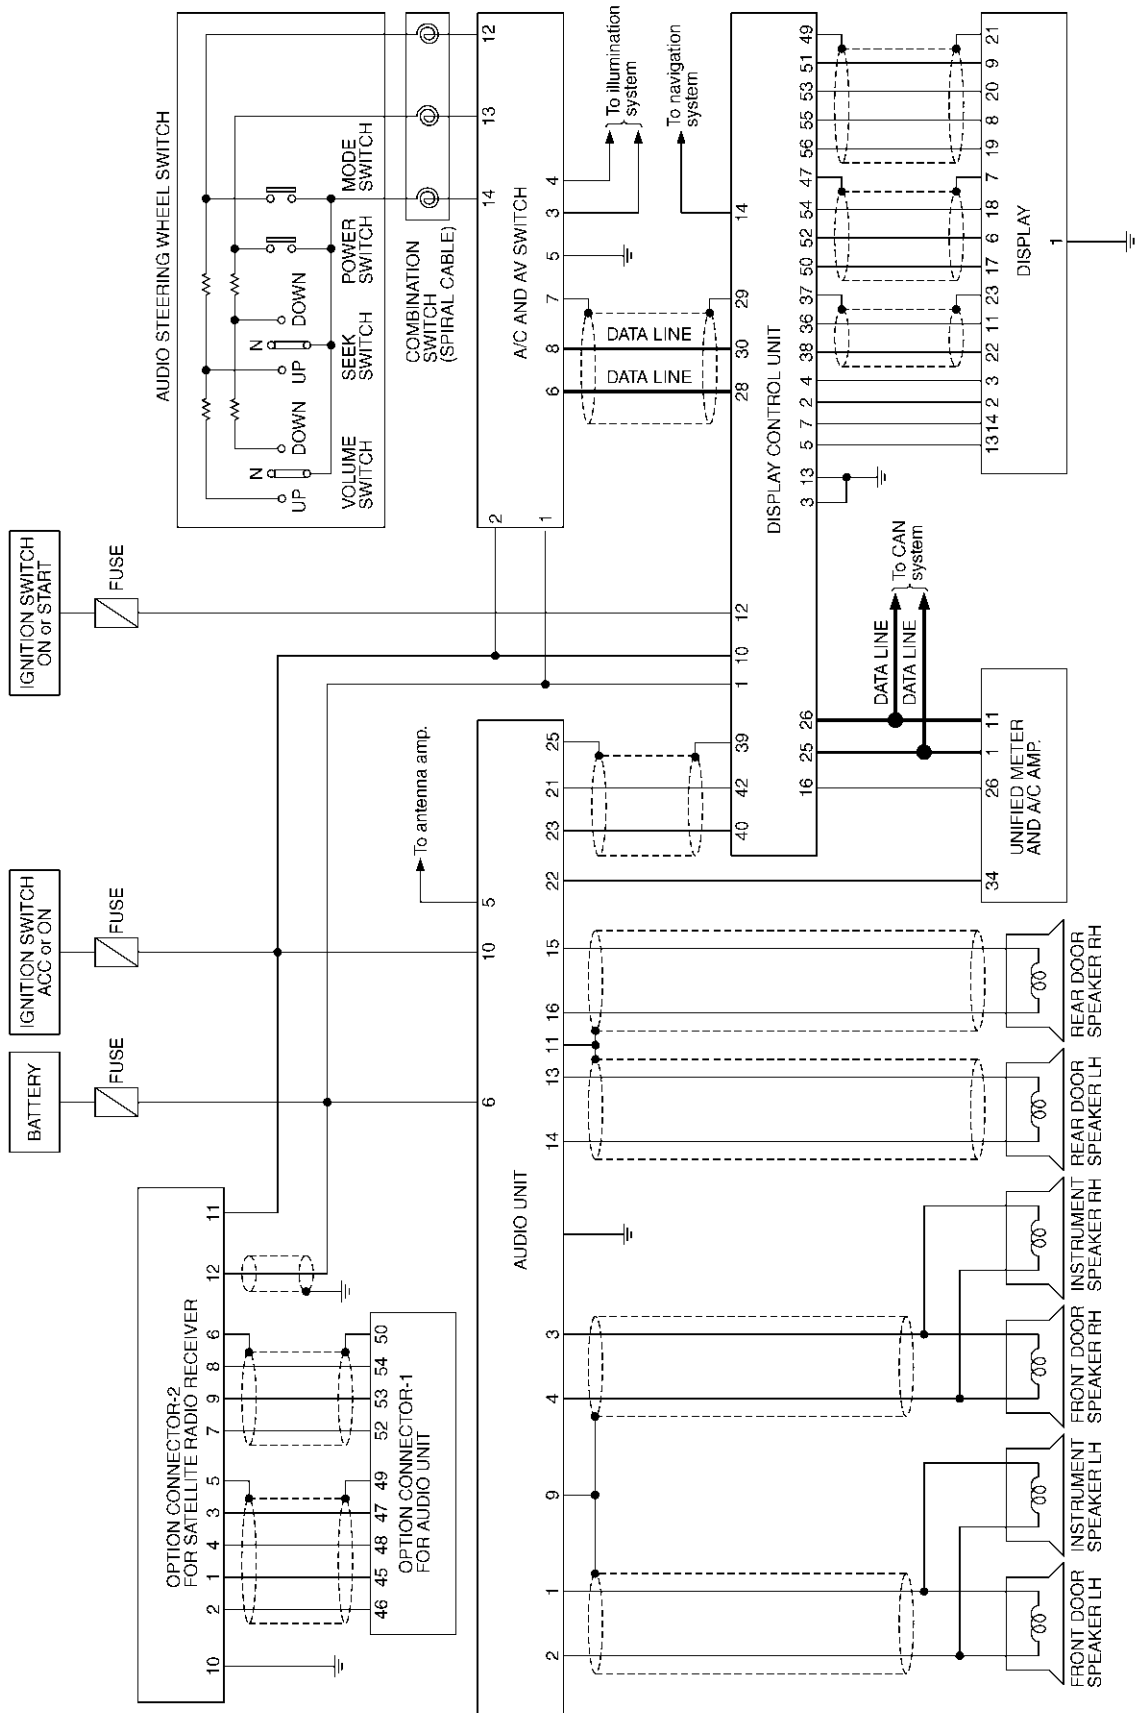 BATTERY
FUSE
IGNITION SWITCH
ACC or ON
FUSE
IGNITION SWITCH
ON or START
FUSE
AUDIO STEERING WHEEL SWITCH
UP
N
DOWN
VOLUME
SWITCH
UP
N
DOWN
SEEK
SWITCH
POWER
SWITCH
MODE
SWITCH
COMBINATION
SWITCH
(SPIRAL CABLE)
OPTION CONNECTOR-2
FOR SATELLITE RADIO RECEIVER
10 2 1 4 3 5 7 9 8 6 12 11
46 45 48 47 49 52 53 54 50
OPTION CONNECTOR-1
FOR AUDIO UNIT
6 10 5
To antenna amp.
AUDIO UNIT
2 1 9 4 3 14 13 11 16 15 22 23 21 25
2 14 13 12
1
A/C AND AV SWITCH
6 8 7 5 3 4
To illumination
system
DATA LINE
DATA LINE
To navigation
system
40 42 39 1 10 12 28 30 29 14
DISPLAY CONTROL UNIT
16 25 26 3 13 5 7 2 4 38 36 37 50 52 54 47 56 55 53 51 49
DATA LINE
DATA LINE
To CAN
system
34 26 1 11
UNIFIED METER
AND A/C AMP.
13 14 2 3 22 11 23 17 6 18 7 19 8 20 9 21
DISPLAY
1
FRONT DOOR
SPEAKER LH
INSTRUMENT
SPEAKER LH
FRONT DOOR
SPEAKER RH
INSTRUMENT
SPEAKER RH
REAR DOOR
SPEAKER LH
REAR DOOR
SPEAKER RH